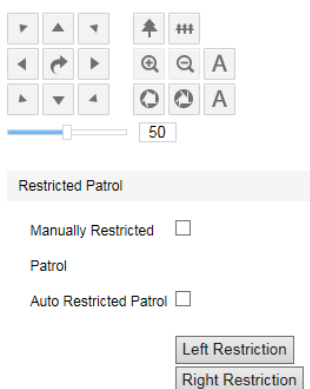 A
A
50
Restricted Patrol
Manually Restricted
Patrol
Auto Restricted Patrol
Left Restriction
Right Restriction